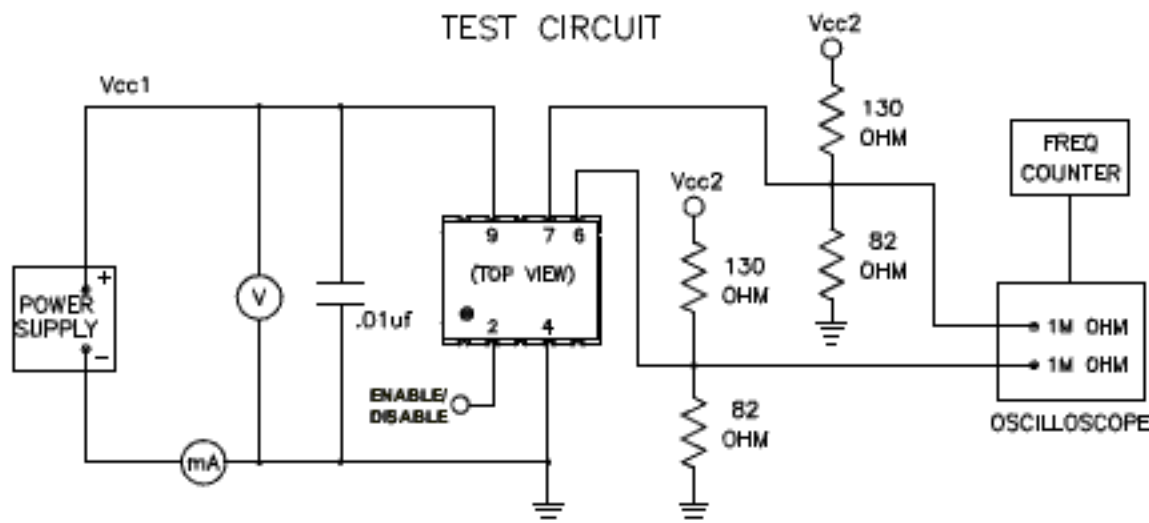 TEST CIRCUIT
Vcc1
Vcc2
130
OHM
FREQ
COUNTER
Vcc2
9 7 6
(TOP VIEW)
82
OHM
130
OHM
+
POWER
SUPPLY
−
V
.01uf
2 4
1M OHM
1M OHM
ENABLE/
DISABLE
82
OHM
OSCILLOSCOPE
mA